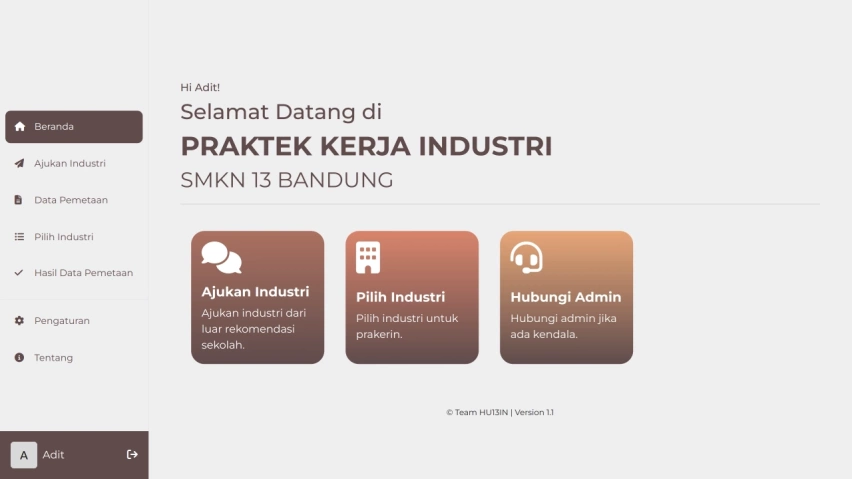 Beranda
Ajukan Industri
Data Pemetaan
Pilih Industri
Hasil Data Pemetaan
Pengaturan
Tentang
A
Adit
Hi Adit!
Selamat Datang di
PRAKTEK KERJA INDUSTRI
SMKN 13 BANDUNG
Ajukan Industri
Ajukan industri dari
luar rekomendasi
sekolah.
Pilih Industri
Pilih industri untuk
prakerin.
Hubungi Admin
Hubungi admin jika
ada kendala.
© Team HU13IN | Version 1.1